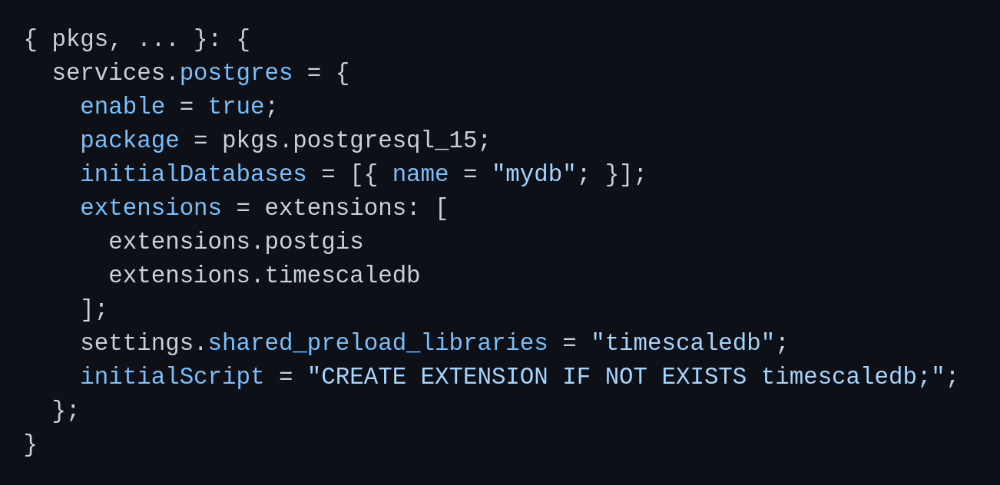 { pkgs, ... }: {
  services.postgres = {
    enable = true;
    package = pkgs.postgresql_15;
    initialDatabases = [{ name = "mydb"; }];
    extensions = extensions: [
      extensions.postgis
      extensions.timescaledb
    ];
    settings.shared_preload_libraries = "timescaledb";
    initialScript = "CREATE EXTENSION IF NOT EXISTS timescaledb;";
  };
}